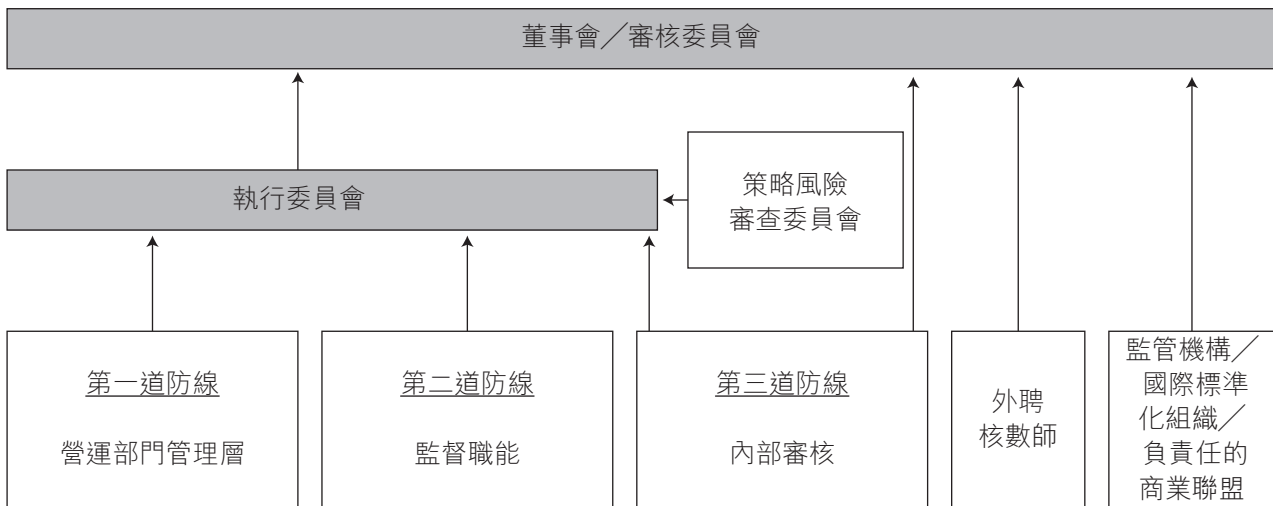 董事會／審核委員會
執行委員會
策略風險
審查委員會
第一道防線
營運部門管理層
第二道防線
監督職能
第三道防線
內部審核
外聘
核數師
監管機構／
國際標準
化組織／
負責任的
商業聯盟